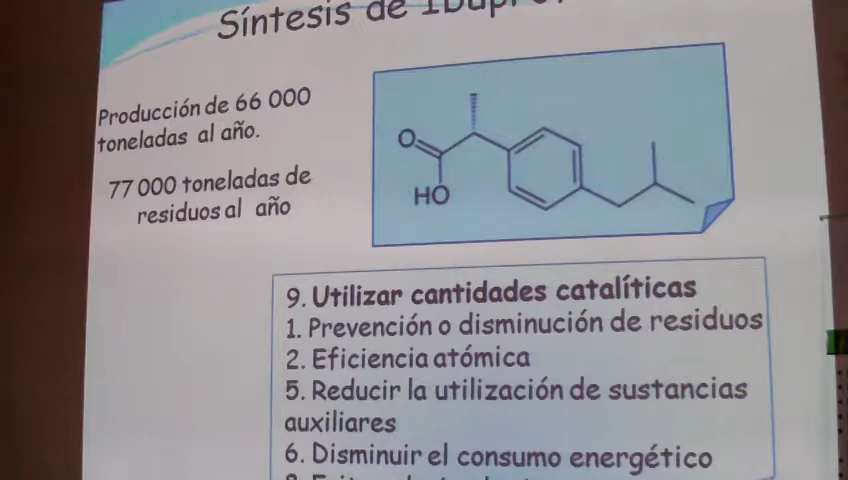 Síntesis de
Producción de 66 000
toneladas al año.
77 000 toneladas de
residuos al año
O
HO
9. Utilizar cantidades catalíticas
1. Prevención o disminución de residuos
2. Eficiencia atómica
5. Reducir la utilización de sustancias
auxiliares
6. Disminuir el consumo energético